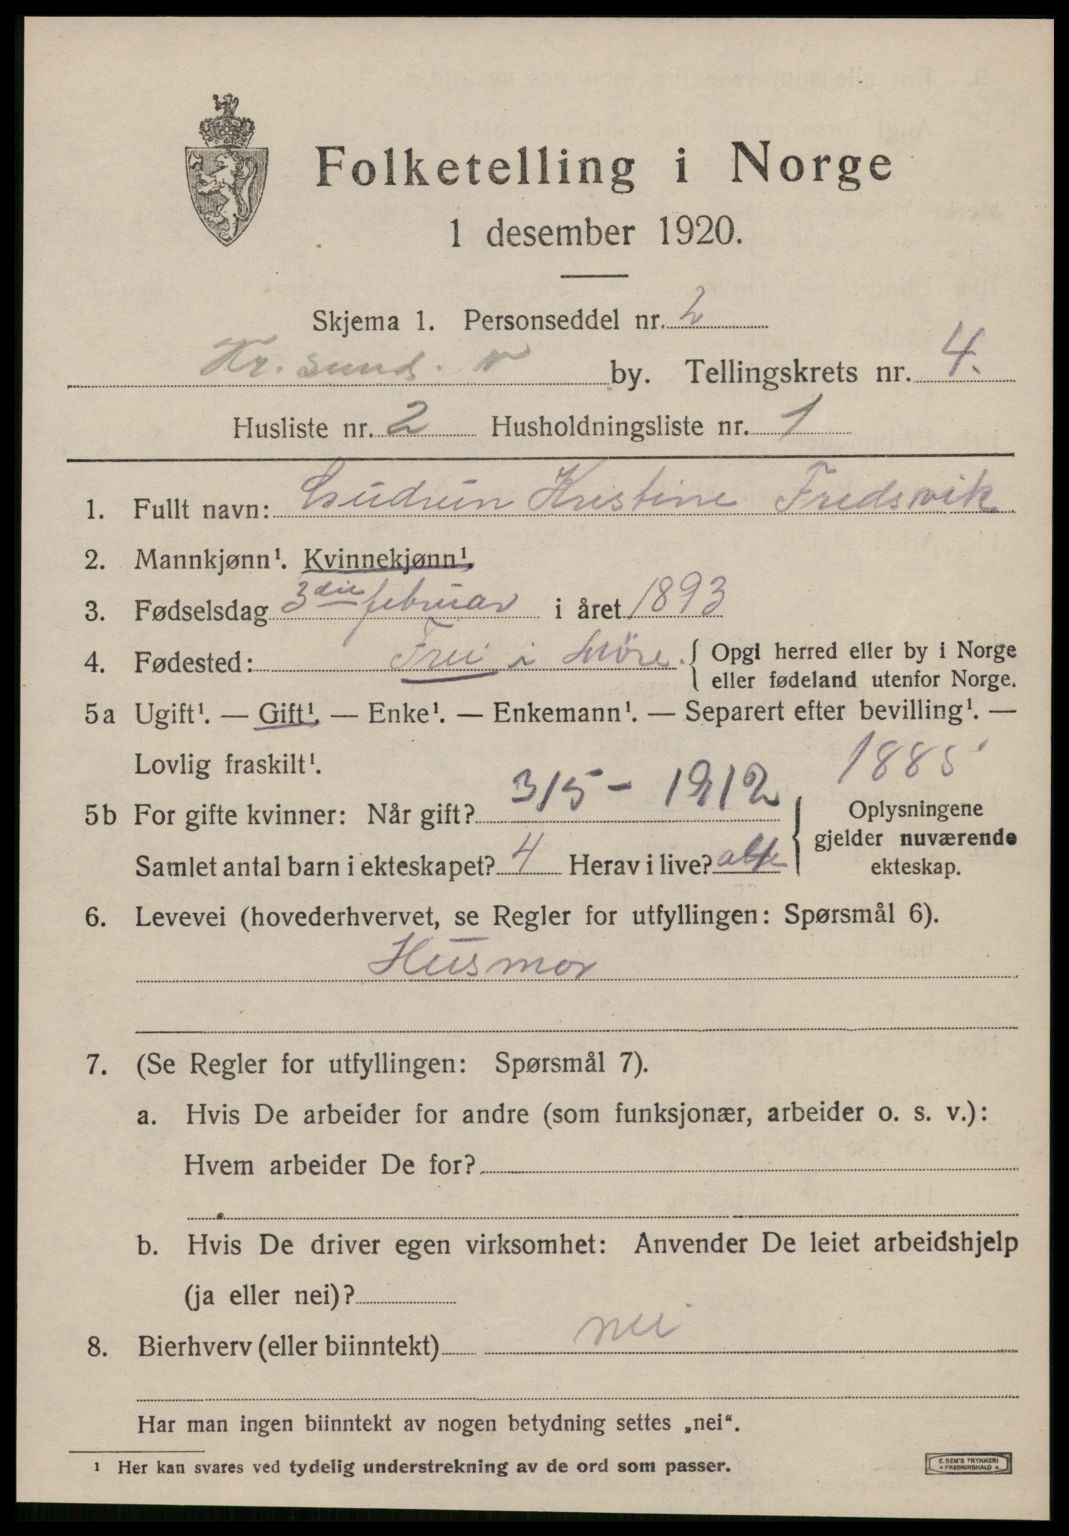 Folketelling i Norge
1 desember 1920.
Skjema 1. Personseddel nr. 2
Kr. sund. N by. Tellingskrets nr. 4.
Husliste nr. 2 Husholdningsliste nr. 1
1. Fullt navn: Gudrun Kristine Fredsvik
2. Mannkjønn¹. Kvinnekjønn¹.
3. Fødselsdag 3die februar i året 1893
4. Fødested: Frei i Møre. { Opgi herred eller by i Norge
eller fødeland utenfor Norge.
5a Ugift¹. — Gift¹. — Enke¹. — Enkemann¹. — Separert efter bevilling¹. —
Lovlig fraskilt¹.
1885
5b For gifte kvinner: Når gift? 3/5 - 1912
Samlet antal barn i ekteskapet? 4 Herav i live? alle
Oplysningene
gjelder nuværende
ekteskap.
6. Levevei (hovederhvervet, se Regler for utfyllingen: Spørsmål 6).
Husmor
7. (Se Regler for utfyllingen: Spørsmål 7).
a. Hvis De arbeider for andre (som funksjonær, arbeider o. s. v.):
Hvem arbeider De for?
b. Hvis De driver egen virksomhet: Anvender De leiet arbeidshjelp
(ja eller nei)?
8. Bierhverv (eller biinntekt) nei
Har man ingen biinntekt av nogen betydning settes „nei“.
¹ Her kan svares ved tydelig understrekning av de ord som passer.
E. SEM'S TRYKKERI
FREDRIKSHALD